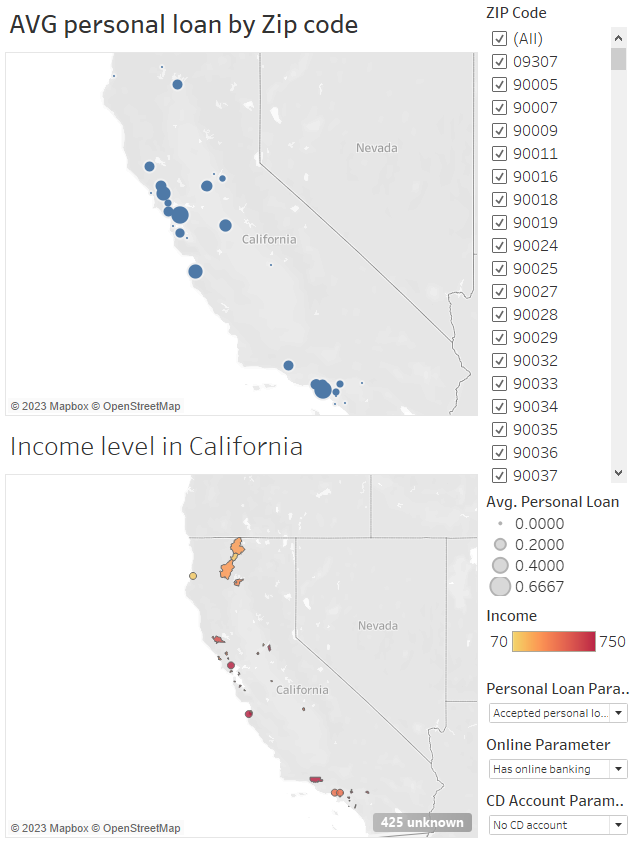 AVG personal loan by Zip code
Nevada
California
© 2023 Mapbox © OpenStreetMap
Income level in California
Nevada
California
425 unknown
© 2023 Mapbox © OpenStreetMap
ZIP Code
(All)
09307
90005
90007
90009
90011
90016
90018
90019
90024
90025
90027
90028
90029
90032
90033
90034
90035
90036
90037
Avg. Personal Loan
0.0000
0.2000
0.4000
0.6667
Income
70 750
Personal Loan Para..
Accepted personal lo...
Online Parameter
Has online banking
CD Account Param..
No CD account